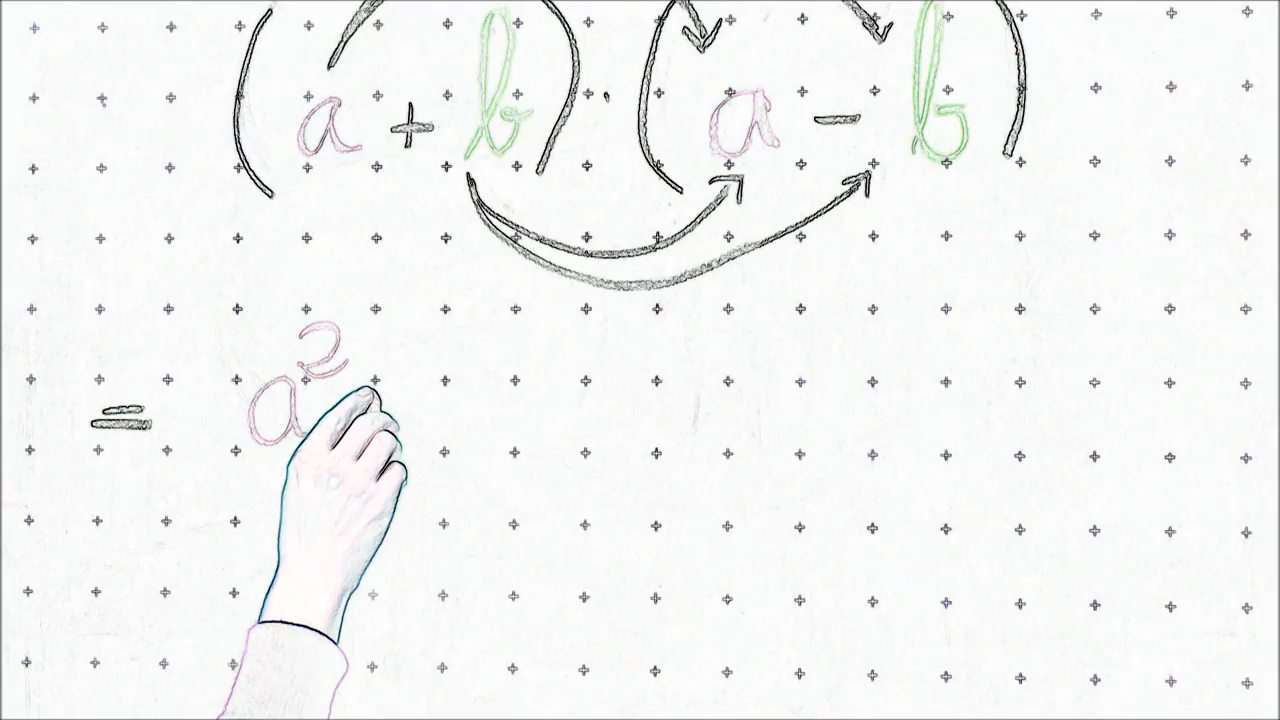 (a + b) · (a - b)
= a²